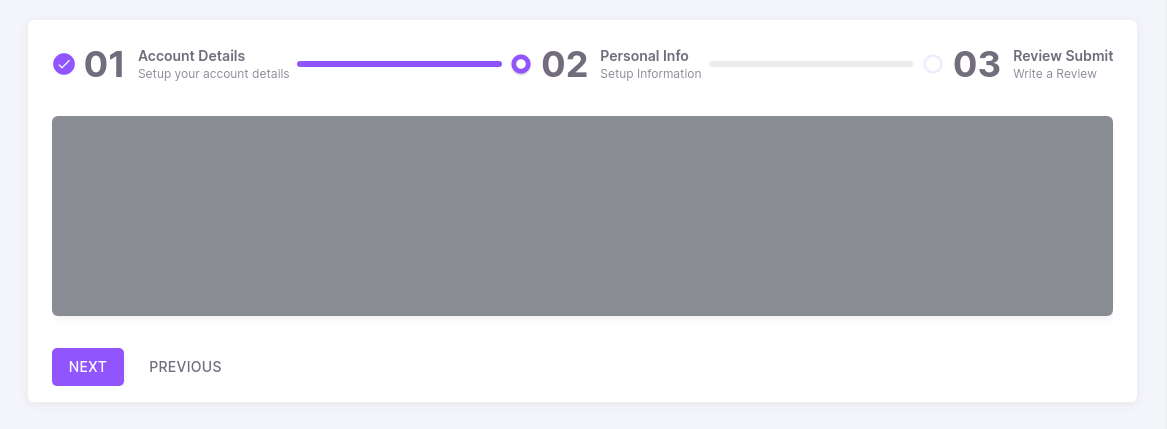 01 Account Details
Setup your account details
02 Personal Info
Setup Information
03 Review Submit
Write a Review
NEXT PREVIOUS